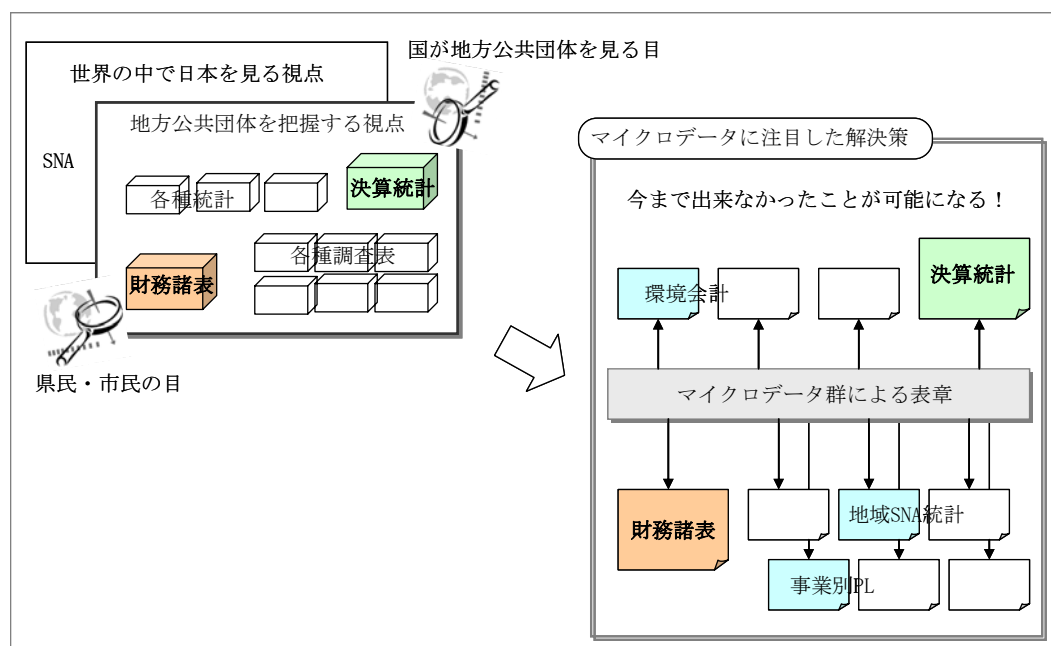 国が地方公共団体を見る目
世界の中で日本を見る視点
地方公共団体を把握する視点
SNA
各種統計
決算統計
各種調査表
財務諸表
県民・市民の目
マイクロデータに注目した解決策
今まで出来なかったことが可能になる！
環境会計
決算統計
マイクロデータ群による表章
財務諸表
地域SNA統計
事業別PL